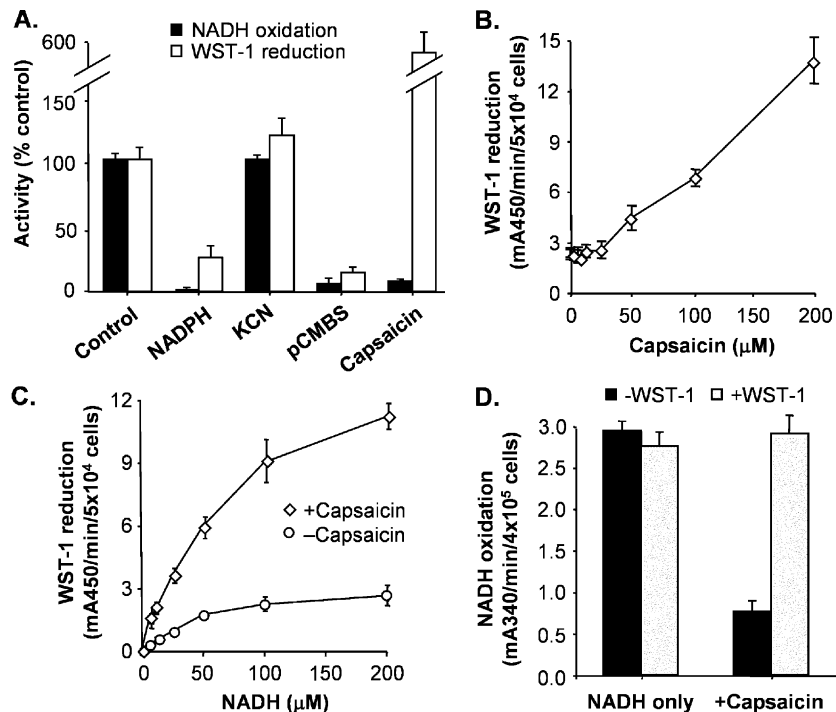 A.
NADH oxidation
WST-1 reduction
Activity (% control)
600
150
100
50
0
Control
NADPH
KCN
pCMBS
Capsaicin
B.
WST-1 reduction
(mA450/min/5x10⁴ cells)
15
12
9
6
3
0
0
50
100
200
Capsaicin (µM)
C.
WST-1 reduction
(mA450/min/5x10⁴ cells)
12
9
6
3
0
+Capsaicin
–Capsaicin
0
50
100
150
200
NADH (µM)
D.
-WST-1
+WST-1
NADH oxidation
(mA340/min/4x10⁵ cells)
3.0
2.5
2.0
1.5
1.0
0.5
0.0
NADH only
+Capsaicin